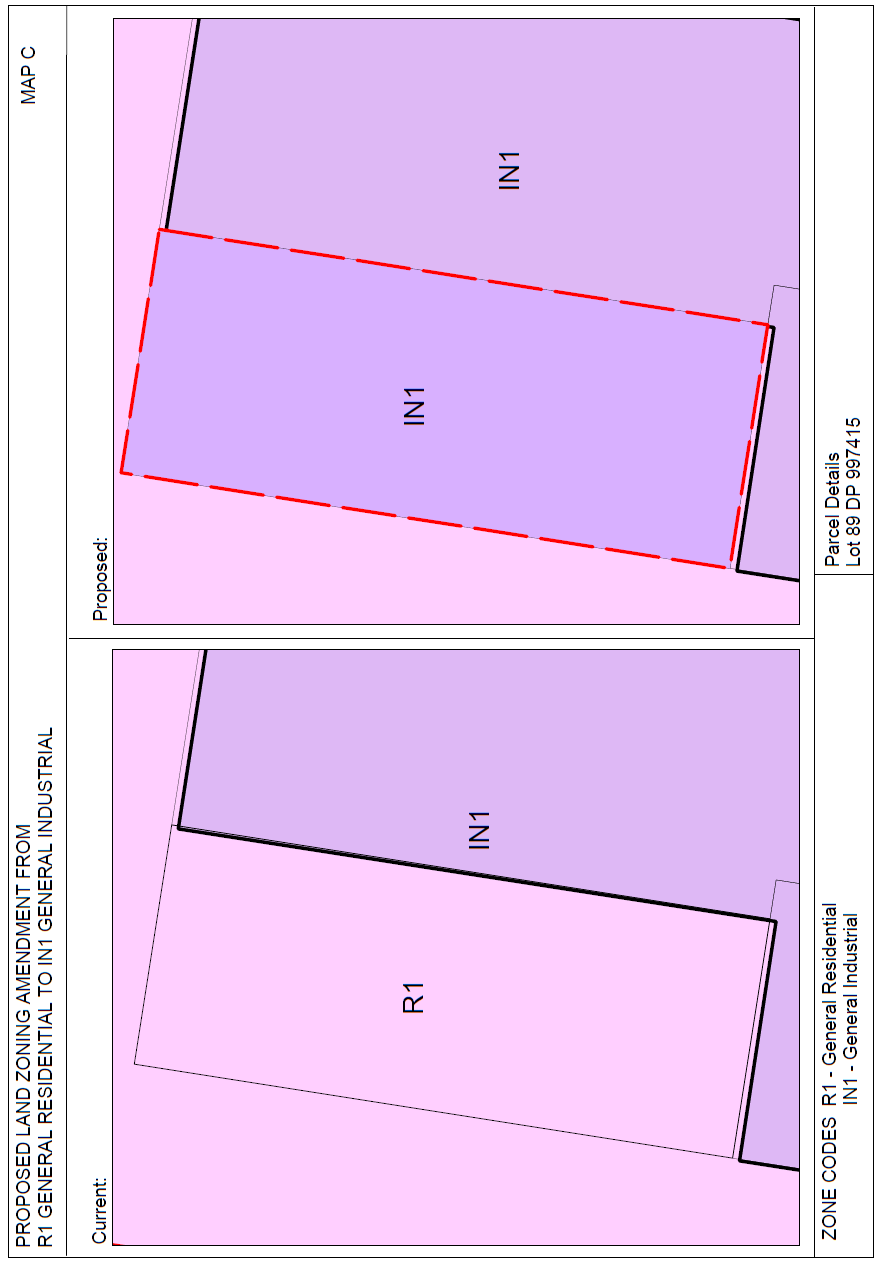 PROPOSED LAND ZONING AMENDMENT FROM
R1 GENERAL RESIDENTIAL TO IN1 GENERAL INDUSTRIAL
MAP C
Current:
R1
IN1
Proposed:
IN1
IN1
ZONE CODES R1 - General Residential
IN1 - General Industrial
Parcel Details
Lot 89 DP 997415